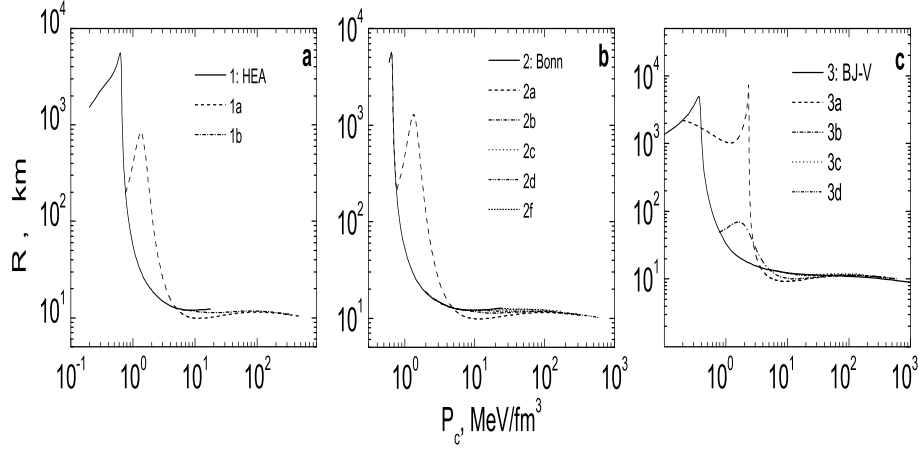 a
1: HEA
1a
1b
10^4
10^3
10^2
10^1
10^-1 10^0 10^1 10^2
R , km
b
2: Bonn
2a
2b
2c
2d
2f
10^4
10^3
10^2
10^1
10^0 10^1 10^2 10^3
P_c, MeV/fm^3
c
3: BJ-V
3a
3b
3c
3d
10^4
10^3
10^2
10^1
10^0 10^1 10^2 10^3